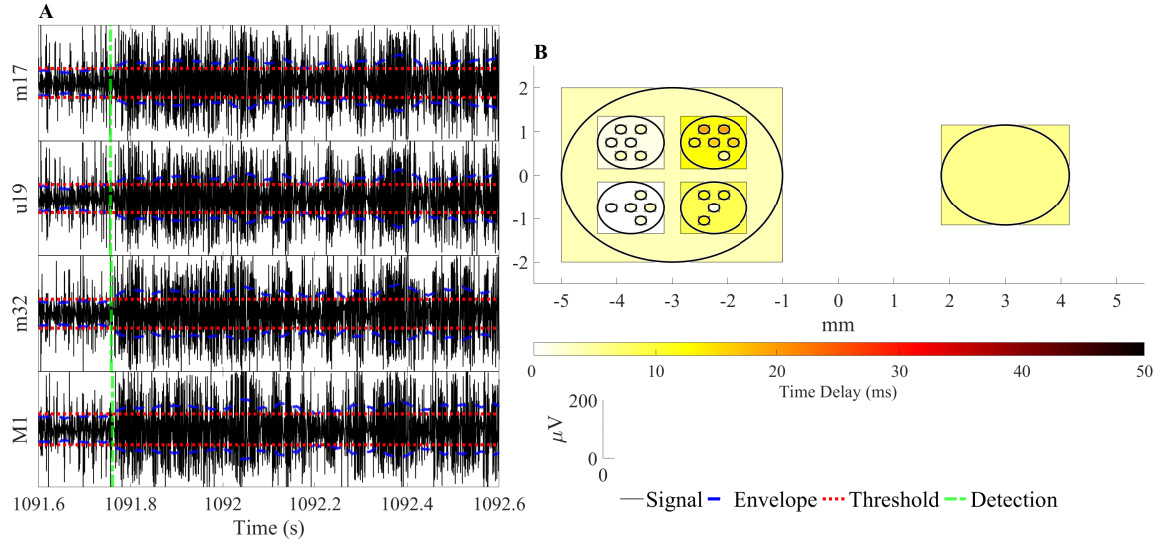 A
m17
u19
m32
M1
1091.6 1091.8 1092 1092.2 1092.4 1092.6
Time (s)
B
2
1
0
-1
-2
-5 -4 -3 -2 -1 0 1 2 3 4 5
mm
0 10 20 30 40 50
Time Delay (ms)
200
μV
0
0
Signal Envelope Threshold Detection